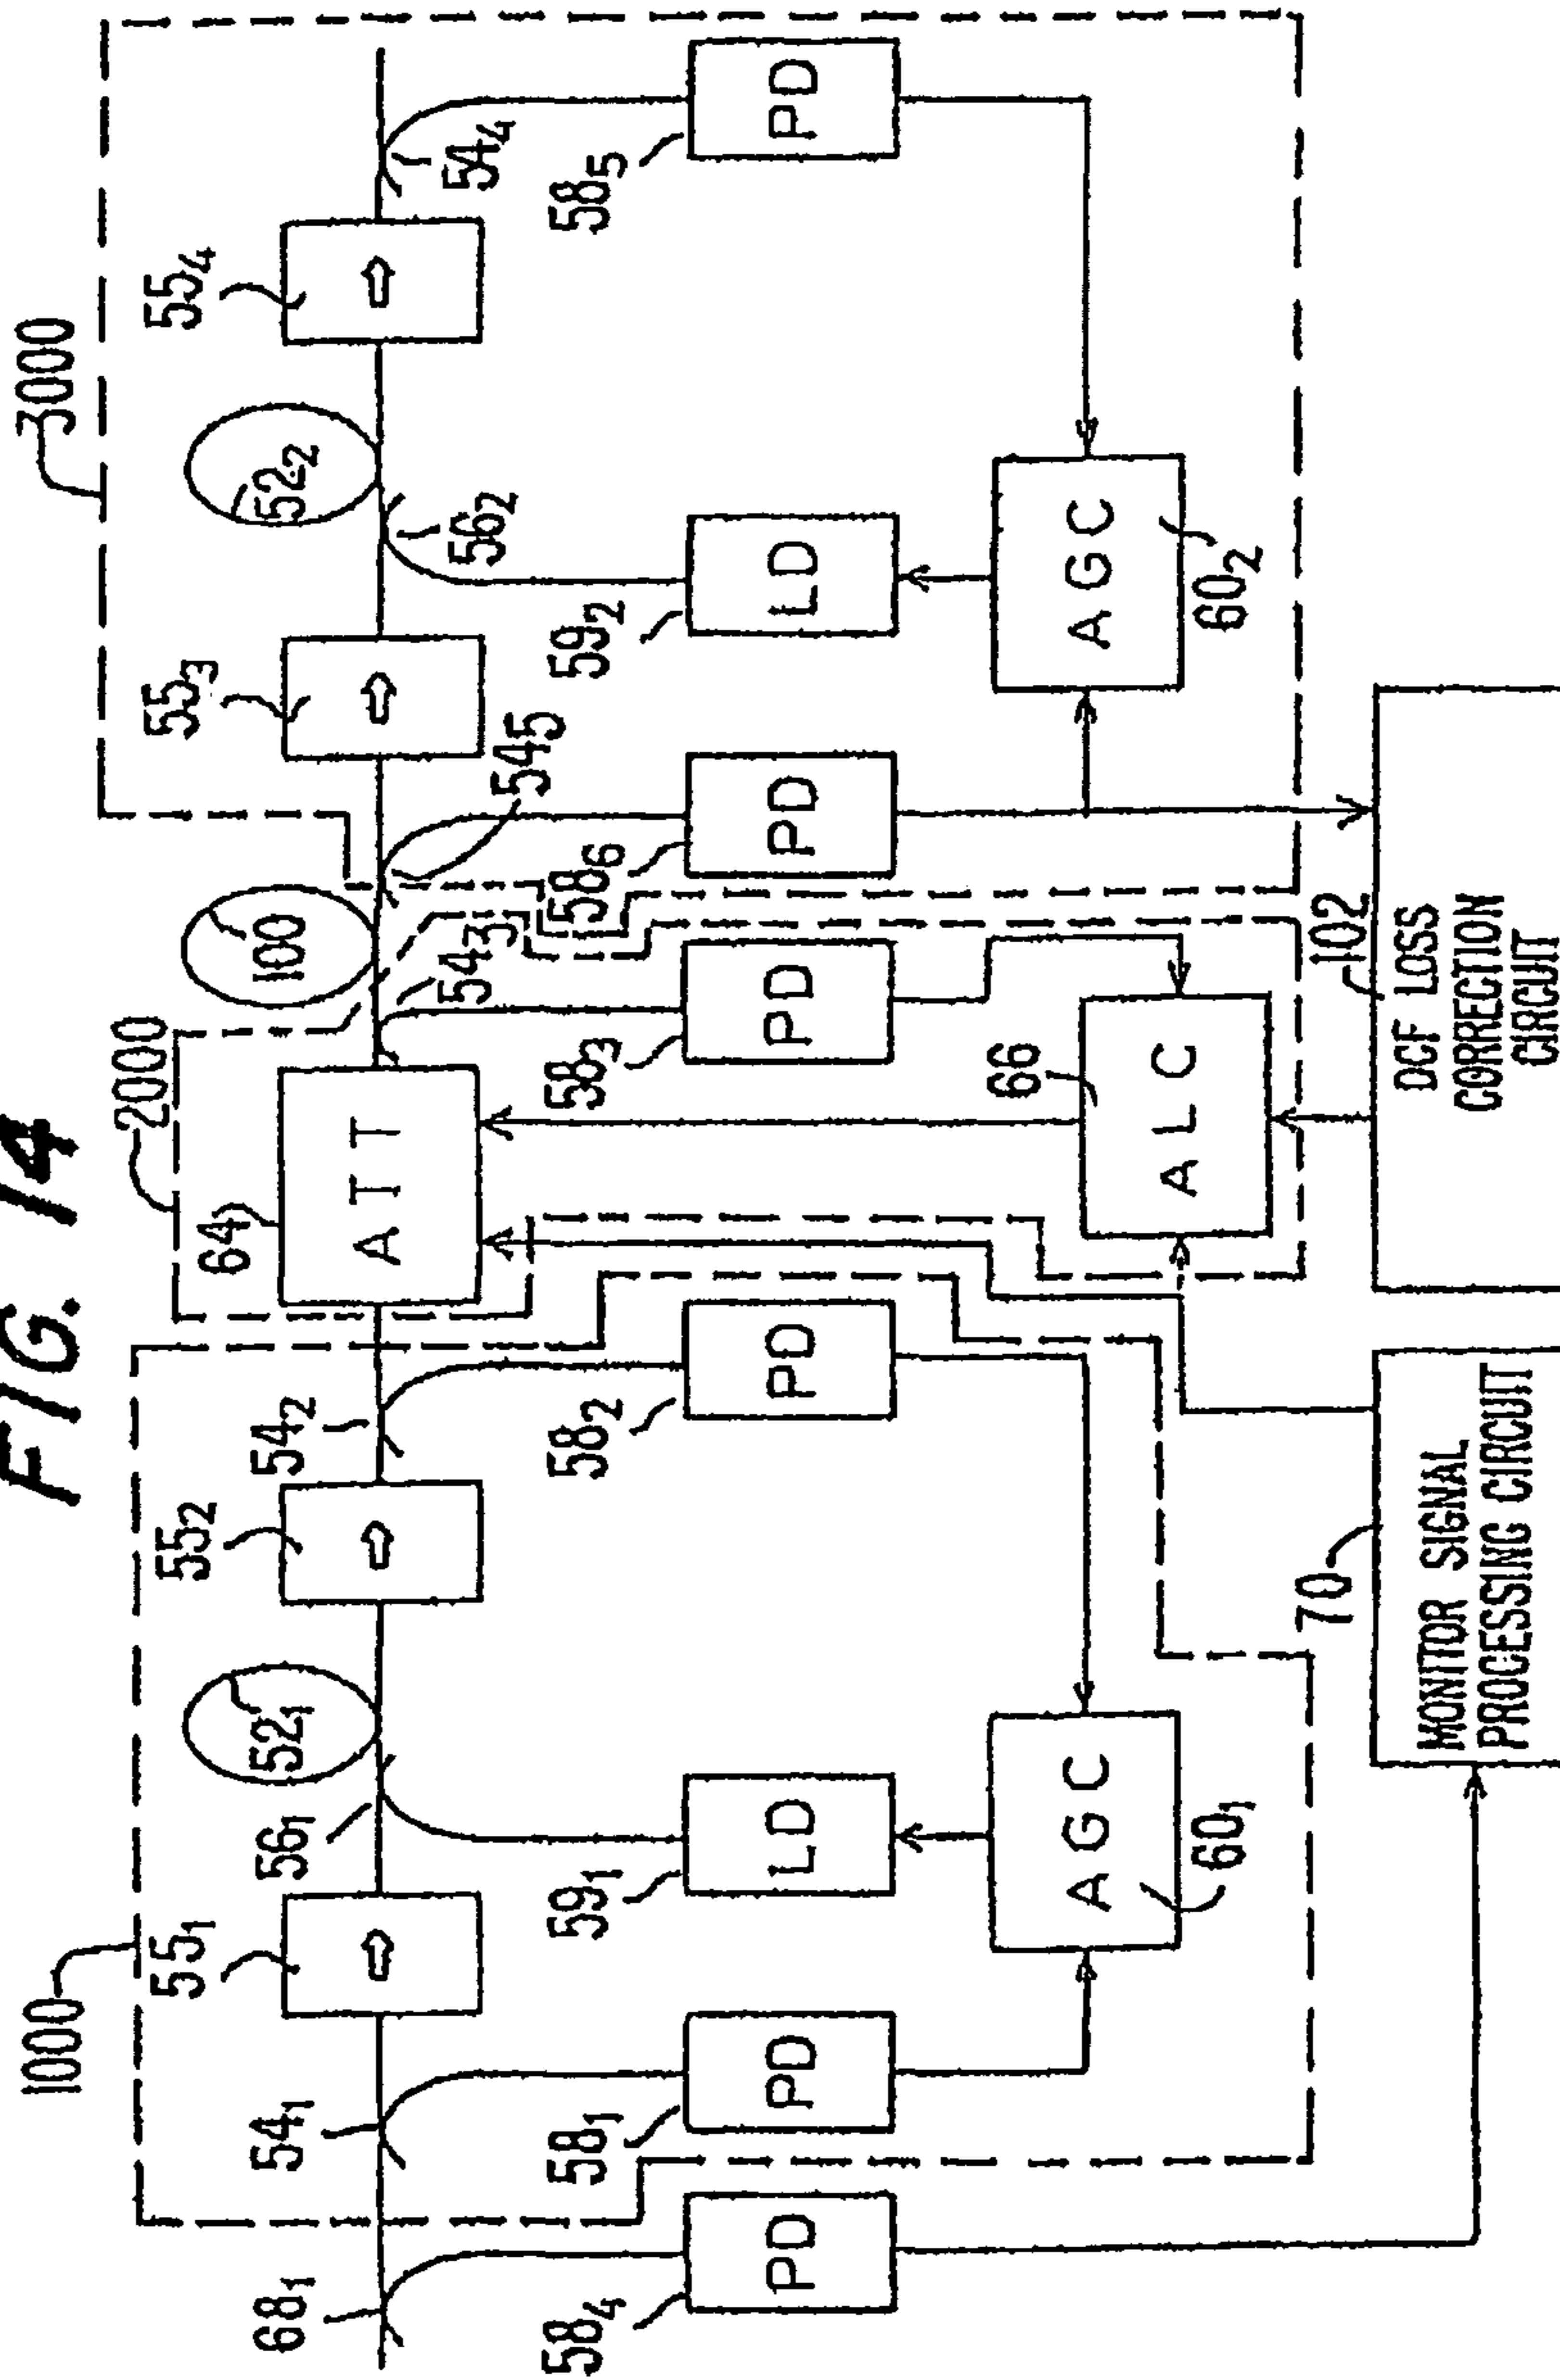 FIG. 14
1000
2000
3000
68₁
54₁
55₁
56₁
52₁
55₂
54₂
64
ATT
54₃
100
54₅
55₃
56₂
52₂
55₄
54₄
58₄
PD
58₁
PD
59₁
LD
58₂
PD
58₃
PD
58₆
PD
59₂
LD
58₅
PD
60₁
AGC
66
ALC
60₂
AGC
70
MONITOR SIGNAL
PROCESSING CIRCUIT
102
DCF LOSS
CORRECTION
CIRCUIT